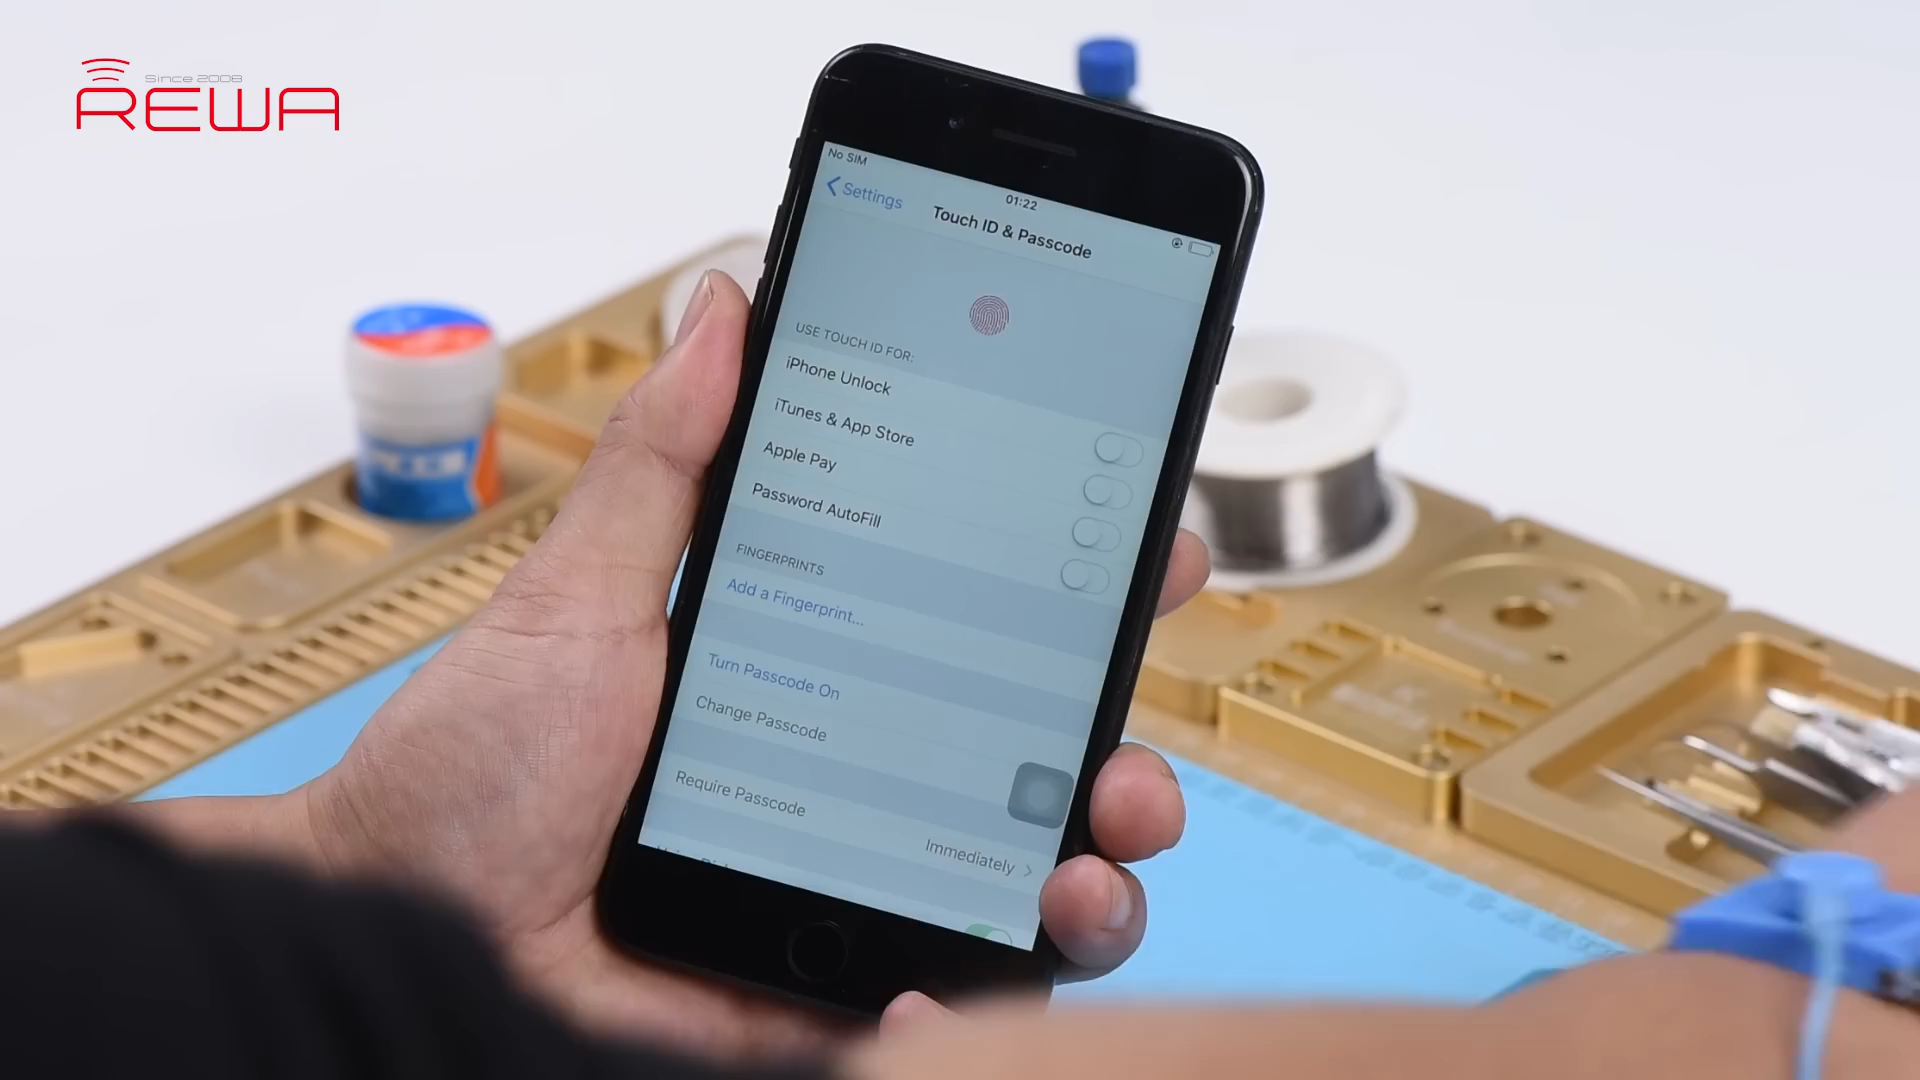 Since 2008
REWA
No SIM
01:22
Settings
Touch ID & Passcode
USE TOUCH ID FOR:
iPhone Unlock
iTunes & App Store
Apple Pay
Password AutoFill
FINGERPRINTS
Add a Fingerprint...
Turn Passcode On
Change Passcode
Require Passcode
Immediately